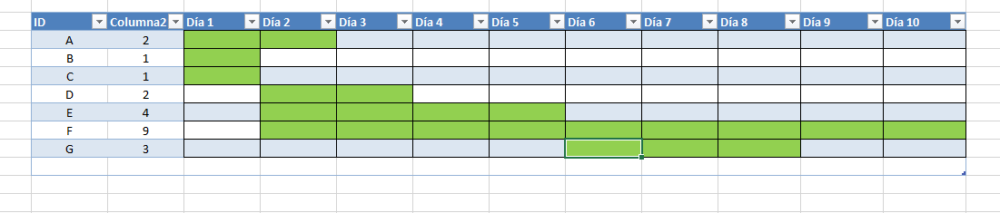 ID Columna2 Día 1 Día 2 Día 3 Día 4 Día 5 Día 6 Día 7 Día 8 Día 9 Día 10
A 2
B 1
C 1
D 2
E 4
F 9
G 3